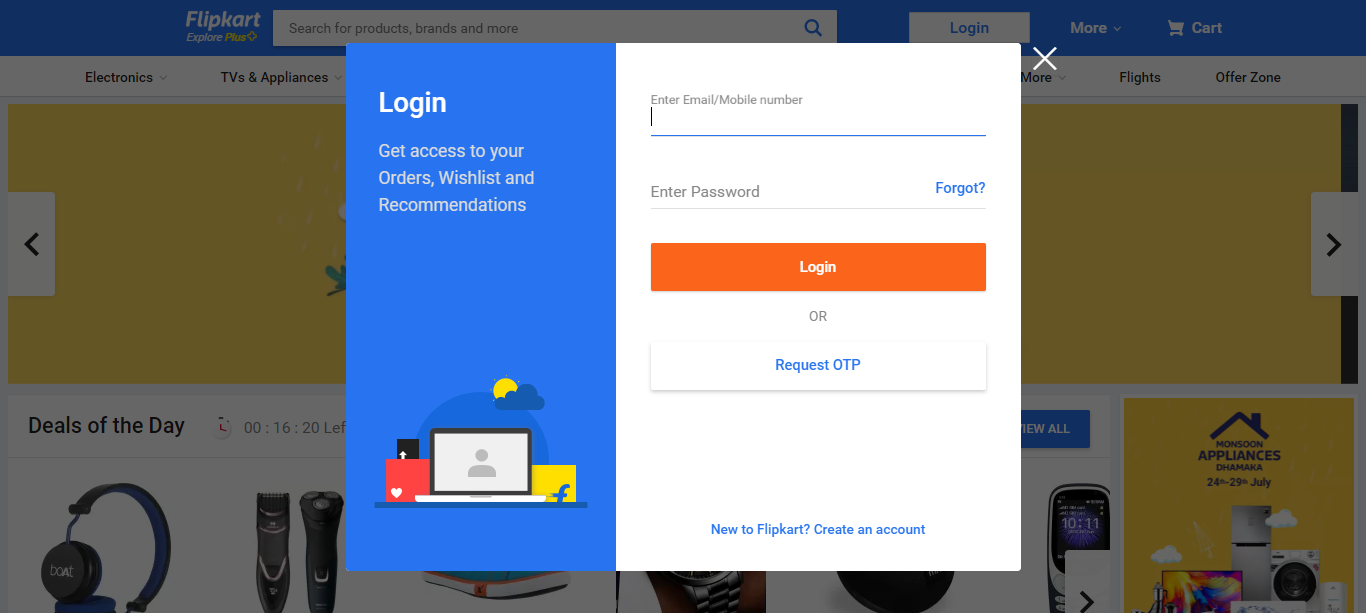 Flipkart
Explore Plus
Search for products, brands and more
Login
More
Cart
Electronics
TVs & Appliances
More
Flights
Offer Zone
Login
Get access to your
Orders, Wishlist and
Recommendations
Enter Email/Mobile number
Enter Password
Forgot?
Login
OR
Request OTP
New to Flipkart? Create an account
Deals of the Day
00 : 16 : 20 Lef
VIEW ALL
MONSOON
APPLIANCES
DHAMAKA
24th-29th July
boAt
10:11